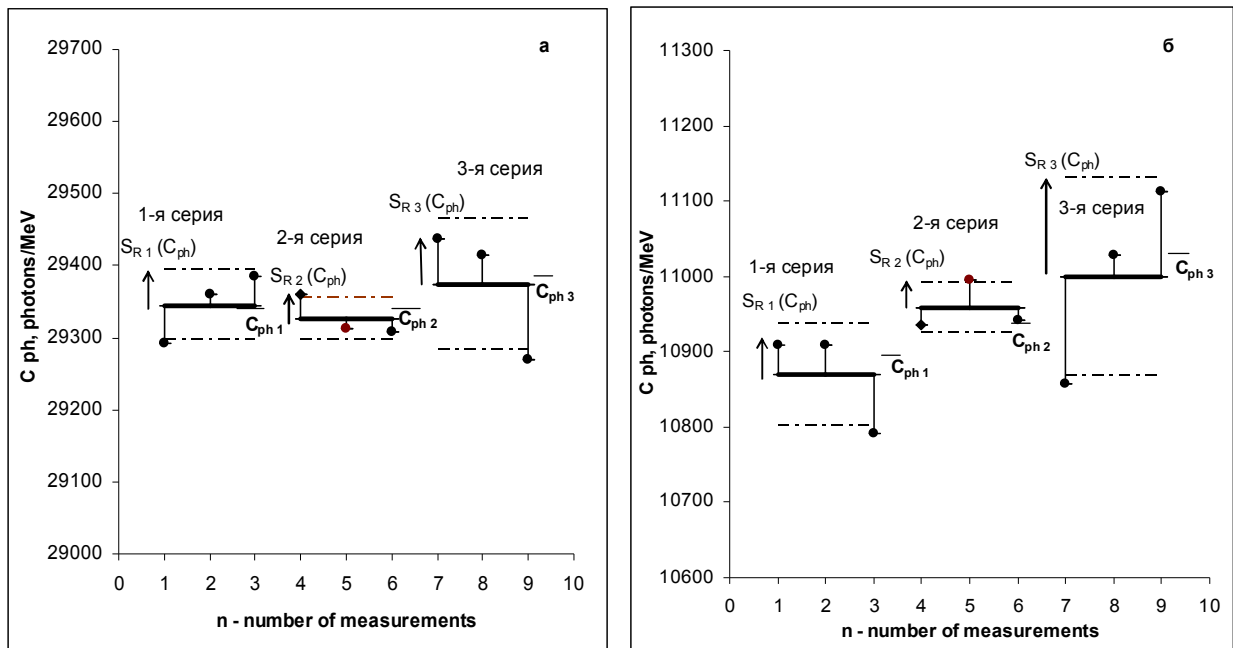 а
29700
29600
29500
29400
29300
29200
29100
29000
C ph, photons/MeV
0 1 2 3 4 5 6 7 8 9 10
n - number of measurements
1-я серия
S R 1 (C ph)
C ph 1
2-я серия
S R 2 (C ph)
C ph 2
3-я серия
S R 3 (C ph)
C ph 3
б
11300
11200
11100
11000
10900
10800
10700
10600
C ph, photons/MeV
0 1 2 3 4 5 6 7 8 9 10
n - number of measurements
1-я серия
S R 1 (C ph)
C ph 1
2-я серия
S R 2 (C ph)
C ph 2
S R 3 (C ph)
3-я серия
C ph 3